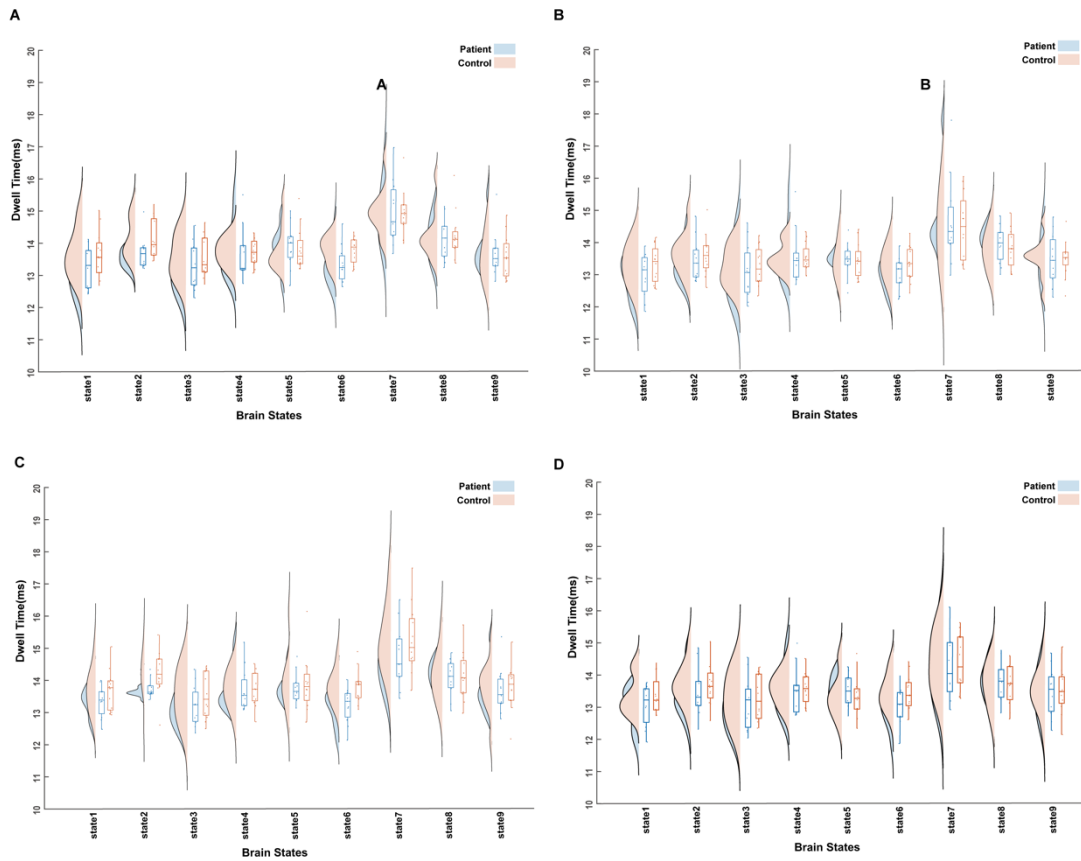 A
Patient
Control
A
Dwell Time(ms)
20
19
18
17
16
15
14
13
12
11
10
state1
state2
state3
state4
state5
state6
state7
state8
state9
Brain States
B
Patient
Control
B
Dwell Time(ms)
20
19
18
17
16
15
14
13
12
11
10
state1
state2
state3
state4
state5
state6
state7
state8
state9
Brain States
C
Patient
Control
Dwell Time(ms)
20
19
18
17
16
15
14
13
12
11
10
state1
state2
state3
state4
state5
state6
state7
state8
state9
Brain States
D
Patient
Control
Dwell Time(ms)
20
19
18
17
16
15
14
13
12
11
10
state1
state2
state3
state4
state5
state6
state7
state8
state9
Brain States